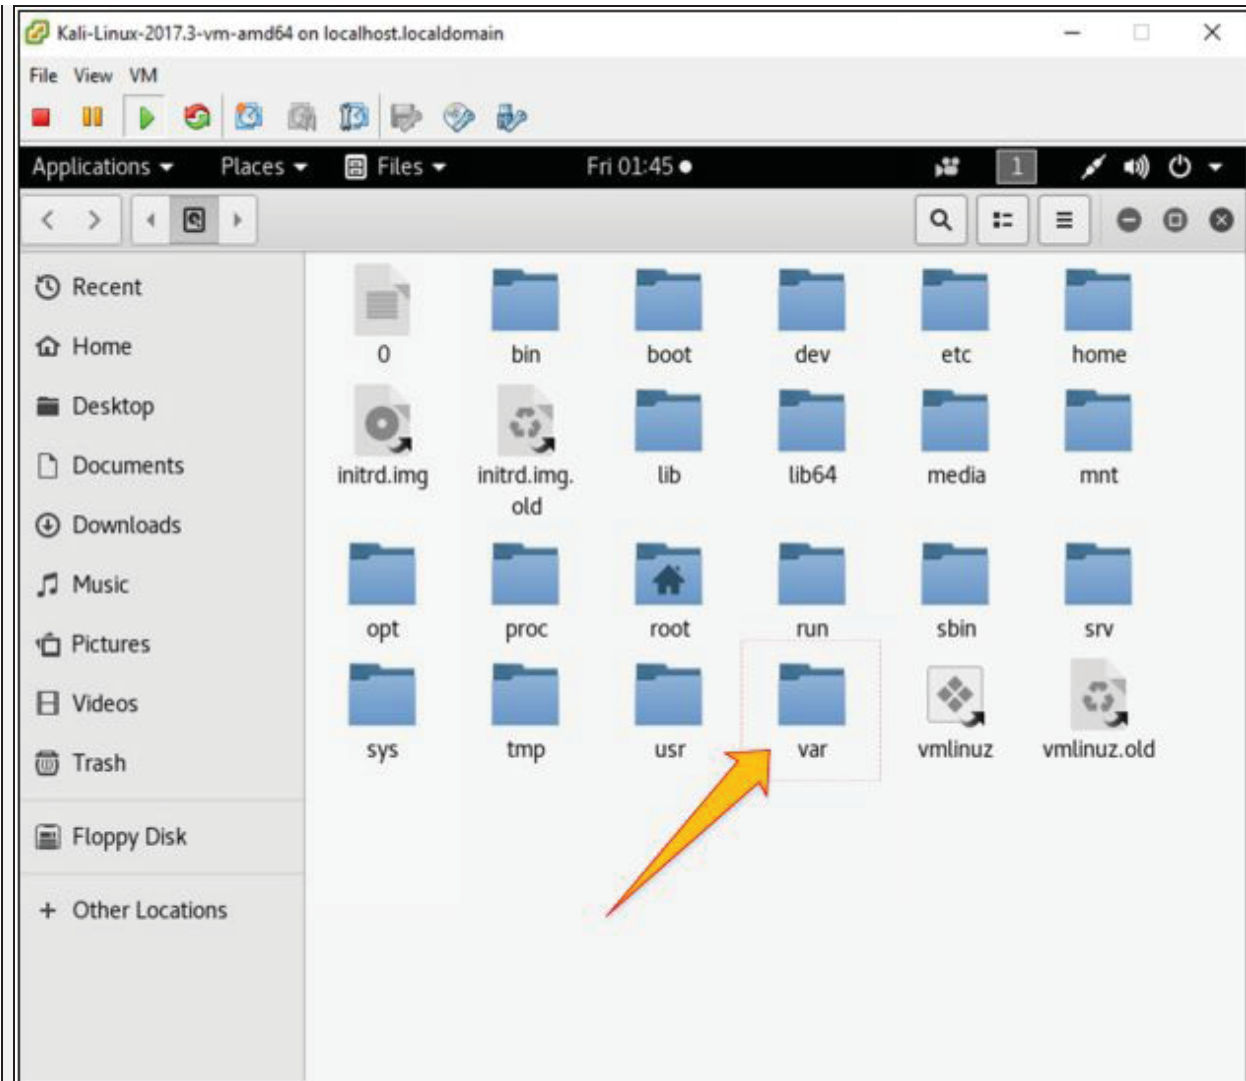 Kali-Linux-2017.3-vm-amd64 on localhost.localdomain
File View VM
Applications Places Files Fri 01:45 1
Recent
Home
Desktop
Documents
Downloads
Music
Pictures
Videos
Trash
Floppy Disk
+ Other Locations
0 bin boot dev etc home
initrd.img initrd.img. lib lib64 media mnt
old
opt proc root run sbin srv
sys tmp usr var vmlinuz vmlinuz.old